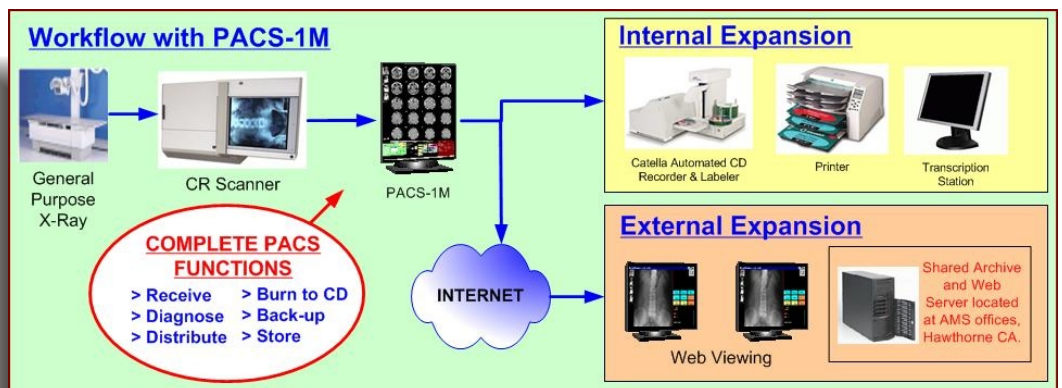 Workflow with PACS-1M
General
Purpose
X-Ray
CR Scanner
PACS-1M
COMPLETE PACS
FUNCTIONS
> Receive
> Diagnose
> Distribute
> Burn to CD
> Back-up
> Store
INTERNET
Internal Expansion
Catella Automated CD
Recorder & Labeler
Printer
Transcription
Station
External Expansion
Web Viewing
Shared Archive
and Web
Server located
at AMS offices,
Hawthorne CA.